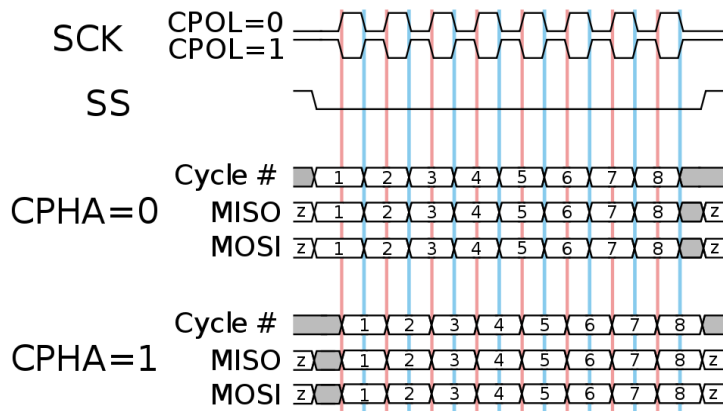 SCK CPOL=0
CPOL=1
SS
Cycle # 1 2 3 4 5 6 7 8
CPHA=0 MISO z 1 2 3 4 5 6 7 8 z
MOSI z 1 2 3 4 5 6 7 8 z
Cycle # 1 2 3 4 5 6 7 8
CPHA=1 MISO z 1 2 3 4 5 6 7 8 z
MOSI z 1 2 3 4 5 6 7 8 z